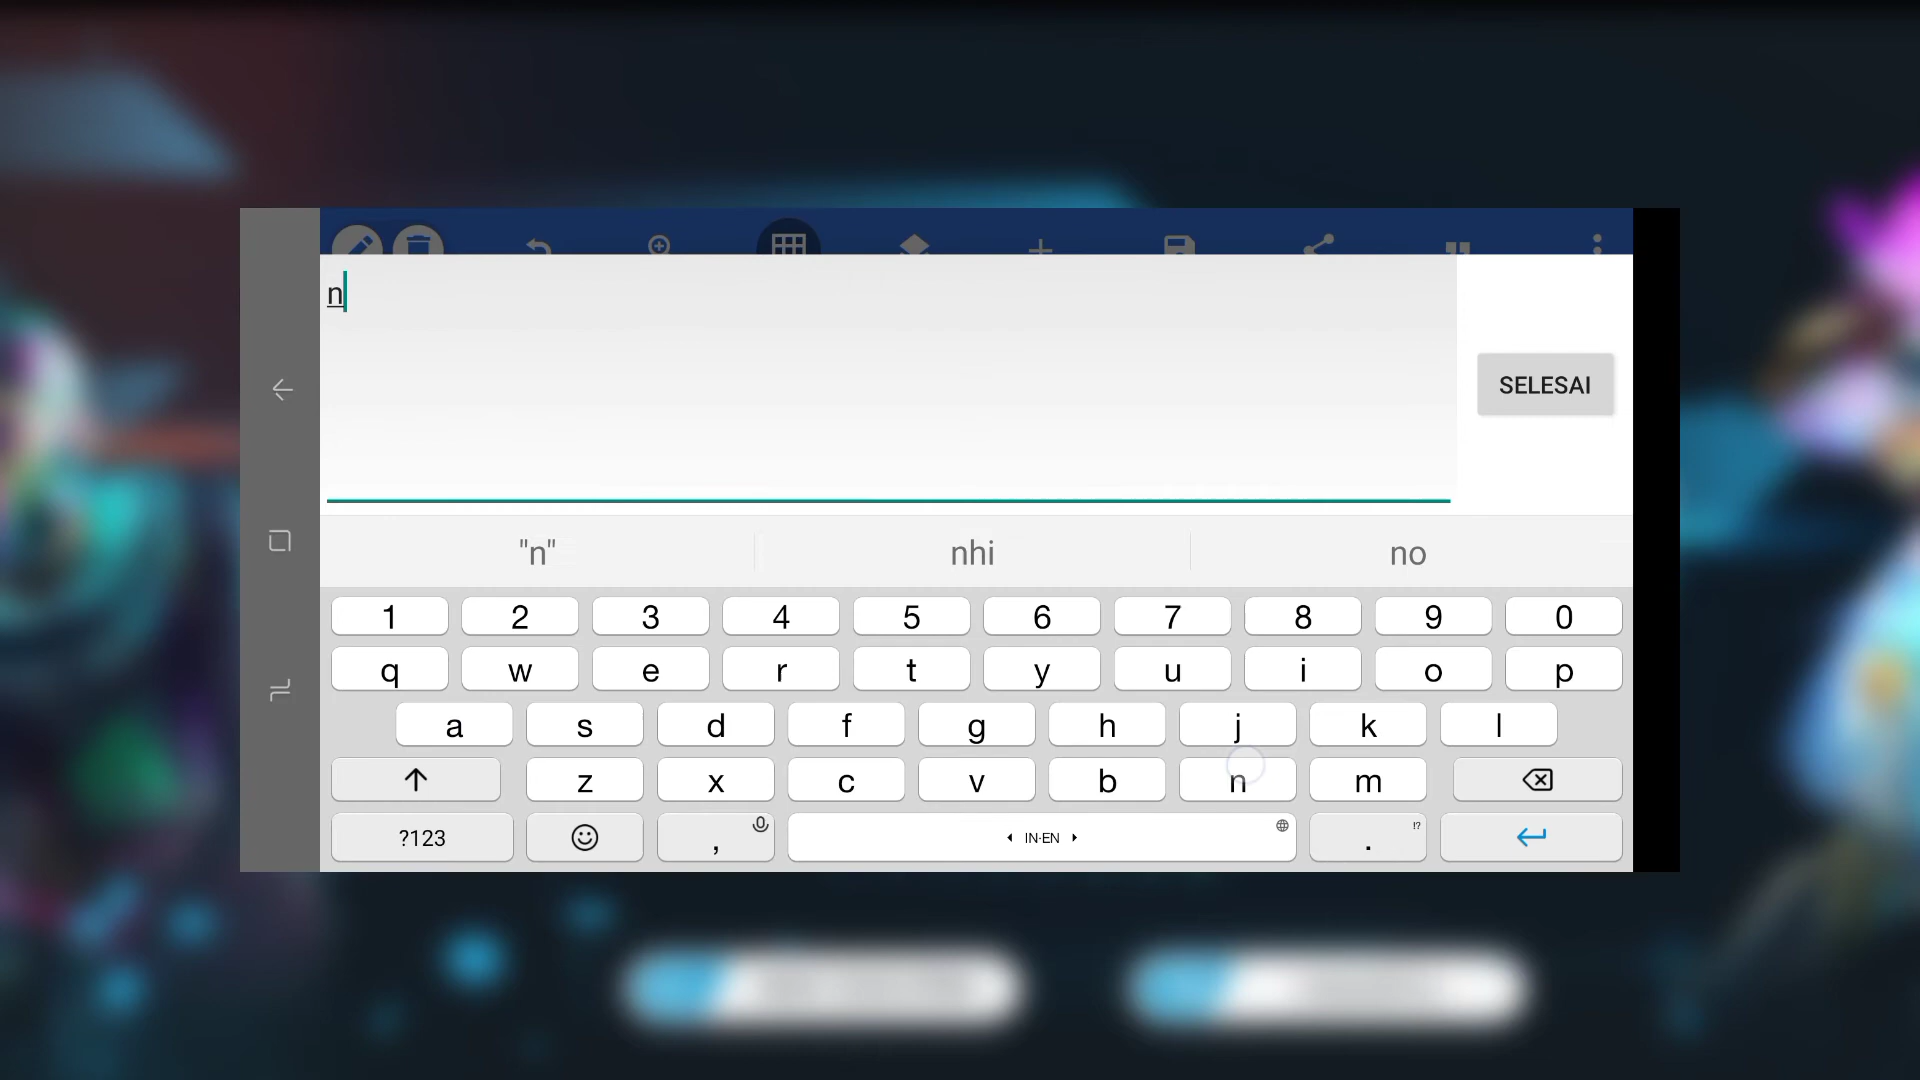 n
SELESAI
"n" nhi no
1 2 3 4 5 6 7 8 9 0
q w e r t y u i o p
a s d f g h j k l
z x c v b n m
?123 , IN·EN !? .